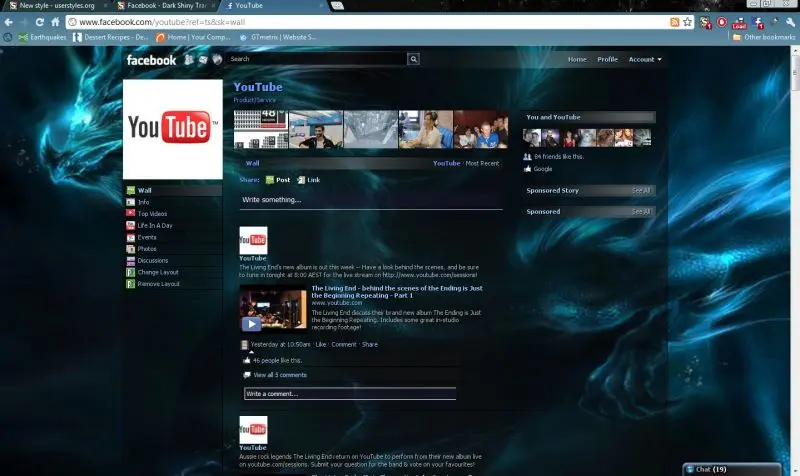 New style - userstyles.org
Facebook - Dark Shiny Tra
YouTube
www.facebook.com/youtube?ref=ts&sk=wall
Earthquakes
Dessert Recipes - De...
Home | Your Comp...
GTmetrix | Website S...
Load
Other bookmarks
facebook
Search
Home
Profile
Account
YouTube™
YouTube
Product/Service
48
You and YouTube
Wall
YouTube · Most Recent
84 friends like this.
Google
Share:
Post
Link
Write something...
Sponsored Story
See All
Sponsored
See All
Wall
Info
Top Videos
Life In A Day
Events
Photos
Discussions
Change Layout
Remove Layout
YouTube
YouTube
The Living End's new album is out this week -- Have a look behind the scenes, and be sure
to tune in tonight at 8:00 AEST for the live stream on http://www.youtube.com/sessions!
The Living End - behind the scenes of the Ending is Just
the Beginning Repeating - Part 1
www.youtube.com
The Living End discuss their brand new album The Ending is Just
the Beginning Repeating. Includes some great in-studio
recording footage!
Yesterday at 10:50am · Like · Comment · Share
46 people like this.
View all 5 comments
Write a comment...
YouTube
YouTube
Aussie rock legends The Living End return on YouTube to perform from their new album live
on youtube.com/sessions. Submit your question for the band & vote on your favourites!
Chat (19)